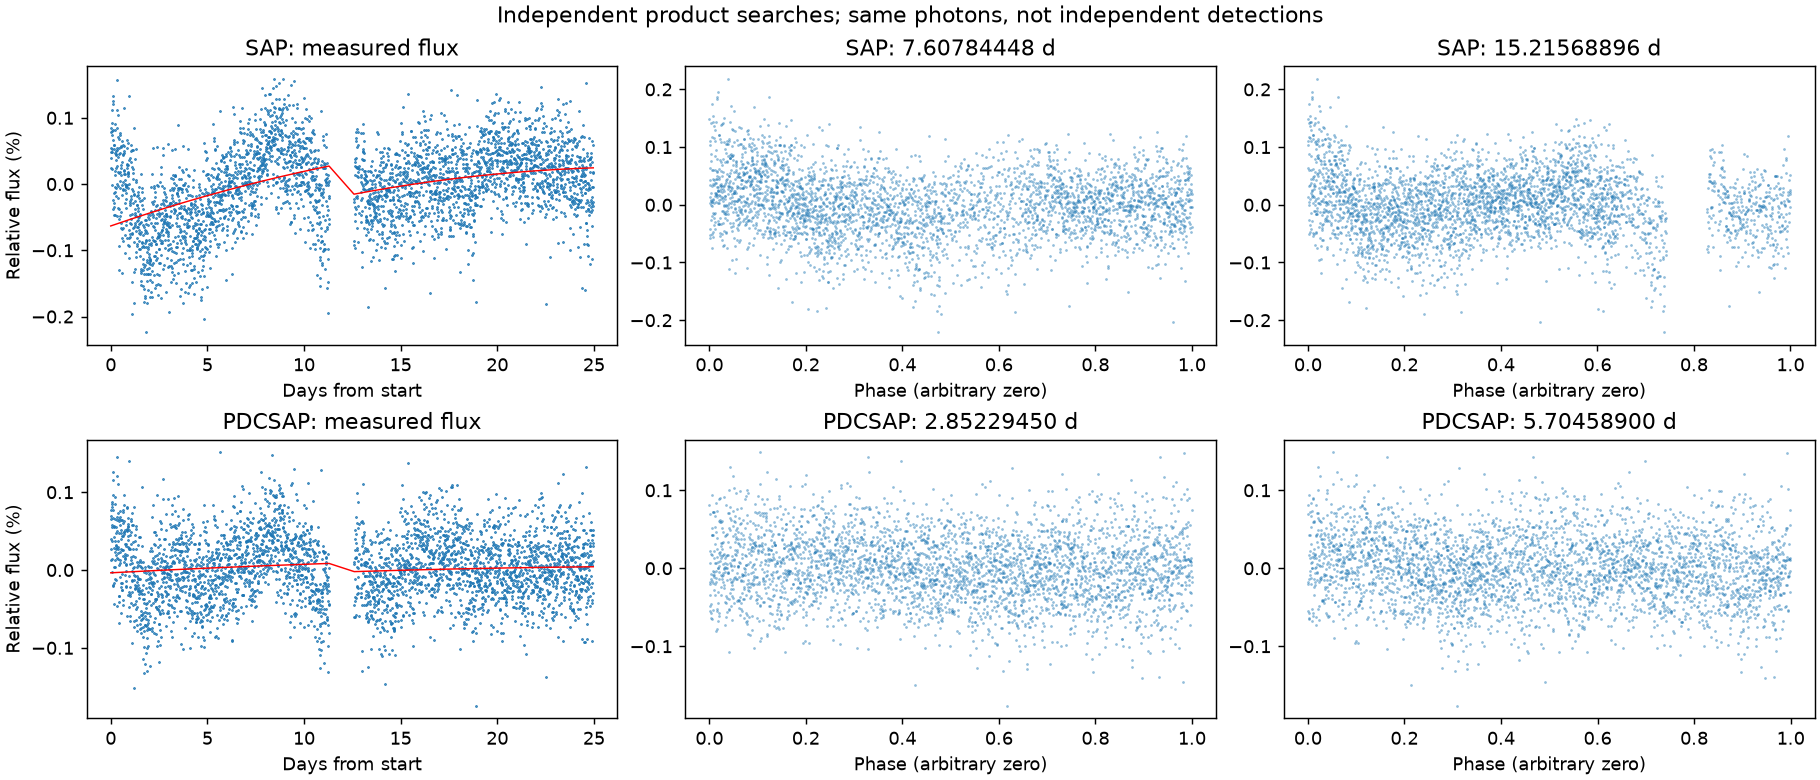 Independent product searches; same photons, not independent detections
SAP: measured flux
SAP: 7.60784448 d
SAP: 15.21568896 d
Relative flux (%)
0.1
0.0
−0.1
−0.2
0 5 10 15 20 25
Days from start
0.2
0.1
0.0
−0.1
−0.2
0.0 0.2 0.4 0.6 0.8 1.0
Phase (arbitrary zero)
0.2
0.1
0.0
−0.1
−0.2
0.0 0.2 0.4 0.6 0.8 1.0
Phase (arbitrary zero)
PDCSAP: measured flux
PDCSAP: 2.85229450 d
PDCSAP: 5.70458900 d
Relative flux (%)
0.1
0.0
−0.1
0 5 10 15 20 25
Days from start
0.1
0.0
−0.1
0.0 0.2 0.4 0.6 0.8 1.0
Phase (arbitrary zero)
0.1
0.0
−0.1
0.0 0.2 0.4 0.6 0.8 1.0
Phase (arbitrary zero)